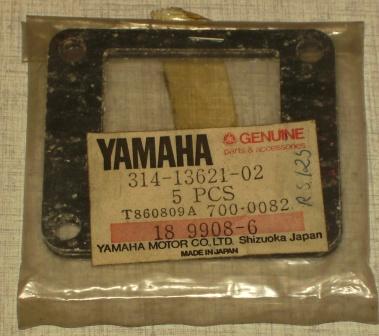 YAMAHA GENUINE
parts & accessories
314-13621-02
5 PCS
T860809A 700-0082
18 9908-6
YAMAHA MOTOR CO., LTD. Shizuoka Japan
MADE IN JAPAN
RS125